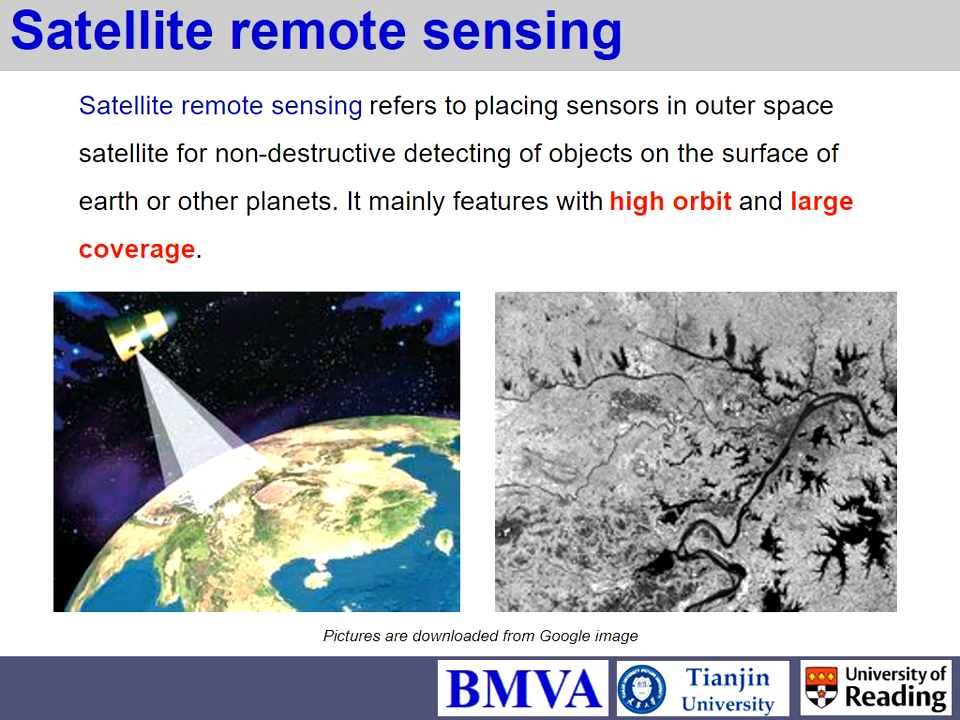 Satellite remote sensing
Satellite remote sensing refers to placing sensors in outer space
satellite for non-destructive detecting of objects on the surface of
earth or other planets. It mainly features with high orbit and large
coverage.
Pictures are downloaded from Google image
BMVA
Tianjin
University
University of
Reading